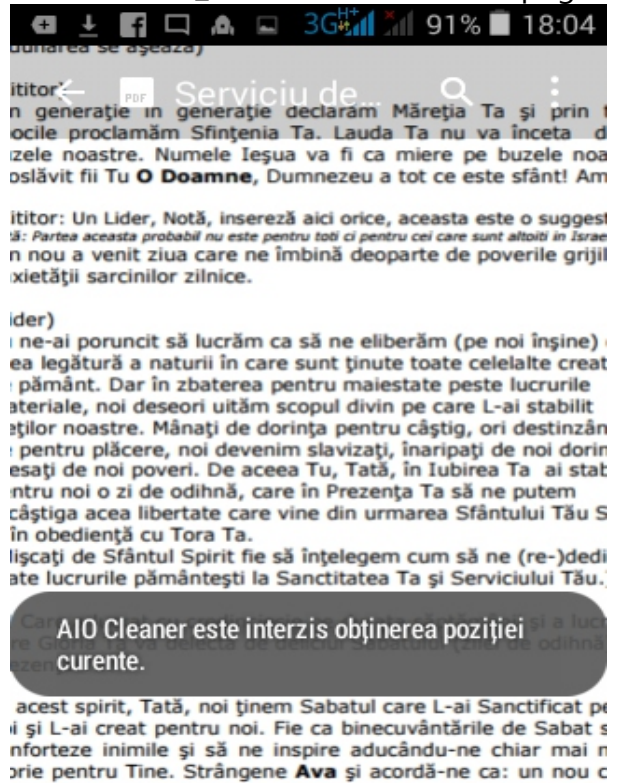 3G H+ 91% 18:04
dunarea se așează)
PDF Serviciu de...
ititor)
n generaţie în generaţie declarăm Măreţia Ta şi prin
ocile proclamăm Sfinţenia Ta. Lauda Ta nu va înceta
uzele noastre. Numele Ieşua va fi ca miere pe buzele noa
oslăvit fii Tu O Doamne, Dumnezeu a tot ce este sfânt! Am
ititor: Un Lider, Notă, inserează aici orice, aceasta este o suggest
tă: Partea aceasta probabil nu este pentru toti ci pentru cei care sunt altoiti in Israe
n nou a venit ziua care ne îmbină deoparte de poverile grijil
xietăţii sarcinilor zilnice.
ider)
ne-ai poruncit să lucrăm ca să ne eliberăm (pe noi înşine)
ea legătură a naturii în care sunt ţinute toate celelalte creat
pământ. Dar în zbaterea pentru maiestate peste lucrurile
ateriale, noi deseori uităm scopul divin pe care L-ai stabilit
eţilor noastre. Mânaţi de dorinţa pentru câştig, ori destinzân
pentru plăcere, noi devenim slavizaţi, înaripaţi de noi dorin
esaţi de noi poveri. De aceea Tu, Tată, în Iubirea Ta ai stab
entru noi o zi de odihnă, care în Prezenţa Ta să ne putem
câştiga acea libertate care vine din urmarea Sfântului Tău S
în obedienţă cu Tora Ta.
lişcaţi de Sfântul Spirit fie să înţelegem cum să ne (re-)dedi
ate lucrurile pământeşti la Sanctitatea Ta şi Serviciului Tău.
AIO Cleaner este interzis obținerea poziției
curente.
acest spirit, Tată, noi ţinem Sabatul care L-ai Sanctificat pe
i şi L-ai creat pentru noi. Fie ca binecuvântările de Sabat s
nforteze inimile şi să ne inspire aducându-ne chiar mai n
orie pentru Tine. Strângene Ava şi acordă-ne ca: un nou c